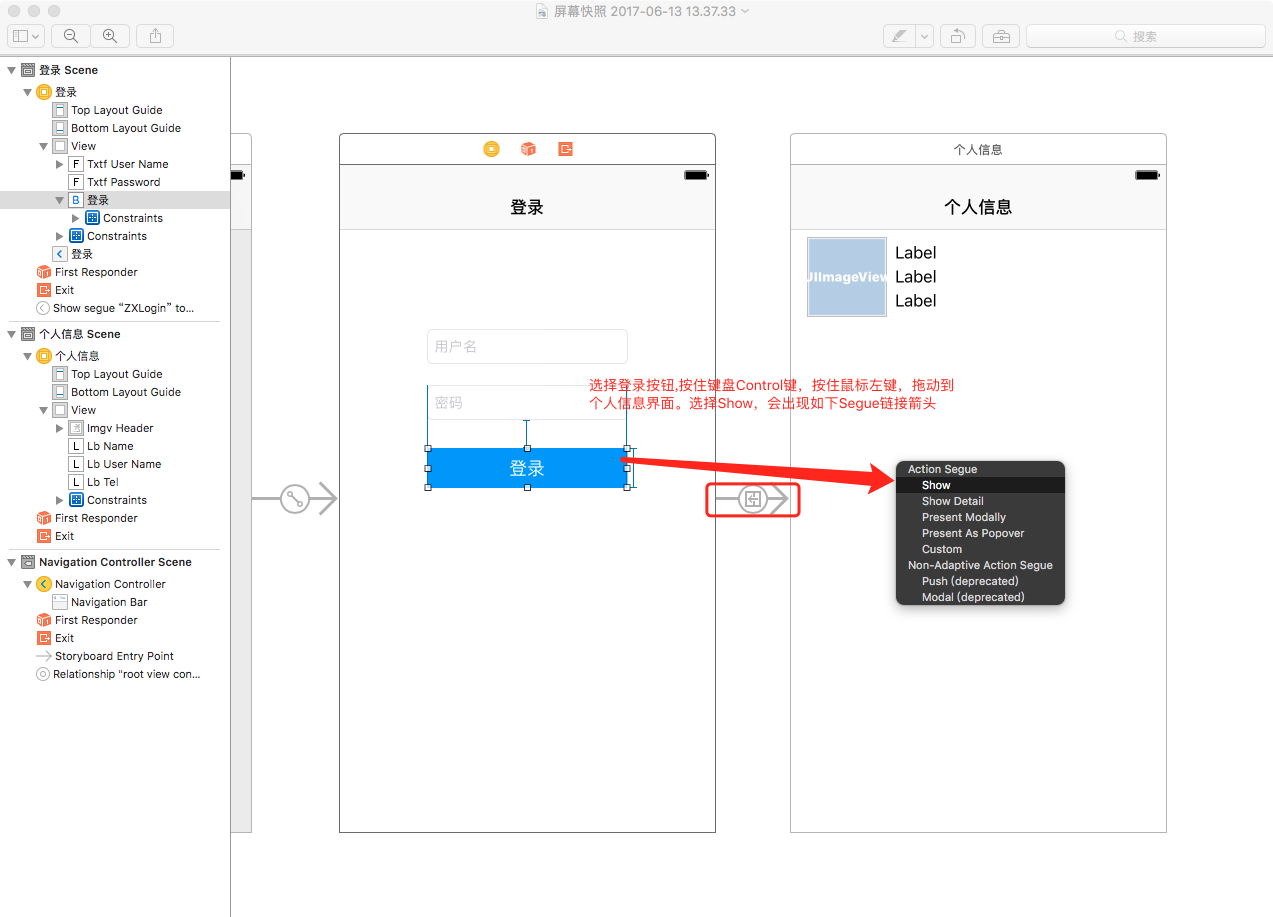 屏幕快照 2017-06-13 13.37.33
搜索
登录 Scene
登录
Top Layout Guide
Bottom Layout Guide
View
F Txtf User Name
F Txtf Password
B 登录
Constraints
Constraints
登录
First Responder
Exit
Show segue “ZXLogin” to...
个人信息 Scene
个人信息
Top Layout Guide
Bottom Layout Guide
View
Imgv Header
L Lb Name
L Lb User Name
L Lb Tel
Constraints
First Responder
Exit
Navigation Controller Scene
Navigation Controller
Navigation Bar
First Responder
Exit
Storyboard Entry Point
Relationship "root view con...
登录
用户名
密码
登录
选择登录按钮,按住键盘Control键，按住鼠标左键，拖动到
个人信息界面。选择Show，会出现如下Segue链接箭头
个人信息
个人信息
UIImageView
Label
Label
Label
Action Segue
Show
Show Detail
Present Modally
Present As Popover
Custom
Non-Adaptive Action Segue
Push (deprecated)
Modal (deprecated)